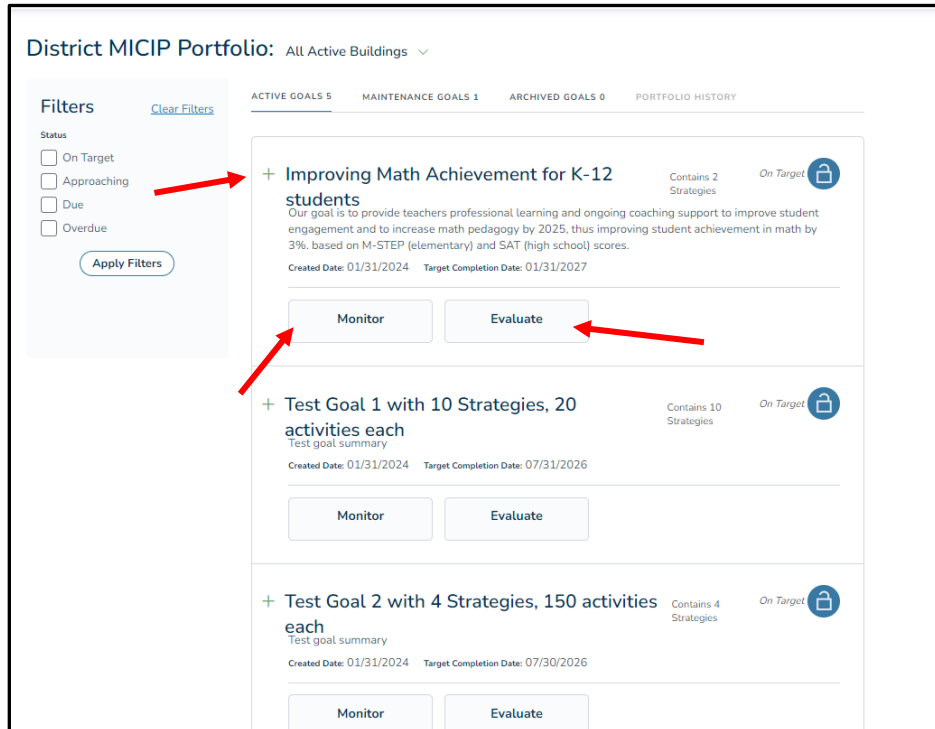 District MICIP Portfolio: All Active Buildings
Filters
Clear Filters
Status
On Target
Approaching
Due
Overdue
Apply Filters
ACTIVE GOALS 5
MAINTENANCE GOALS 1
ARCHIVED GOALS 0
PORTFOLIO HISTORY
+ Improving Math Achievement for K-12
students
Contains 2
Strategies
On Target
Our goal is to provide teachers professional learning and ongoing coaching support to improve student
engagement and to increase math pedagogy by 2025, thus improving student achievement in math by
3%. based on M-STEP (elementary) and SAT (high school) scores.
Created Date: 01/31/2024 Target Completion Date: 01/31/2027
Monitor
Evaluate
+ Test Goal 1 with 10 Strategies, 20
activities each
Contains 10
Strategies
On Target
Test goal summary
Created Date: 01/31/2024 Target Completion Date: 07/31/2026
Monitor
Evaluate
+ Test Goal 2 with 4 Strategies, 150 activities
each
Contains 4
Strategies
On Target
Test goal summary
Created Date: 01/31/2024 Target Completion Date: 07/30/2026
Monitor
Evaluate